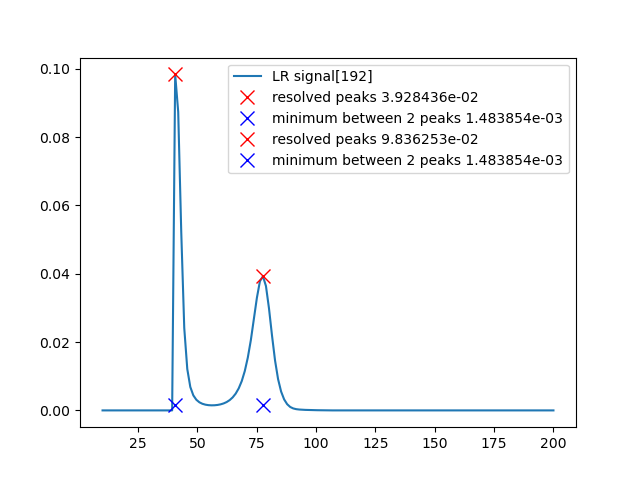 LR signal[192]
resolved peaks 3.928436e-02
minimum between 2 peaks 1.483854e-03
resolved peaks 9.836253e-02
minimum between 2 peaks 1.483854e-03
0.10
0.08
0.06
0.04
0.02
0.00
25 50 75 100 125 150 175 200